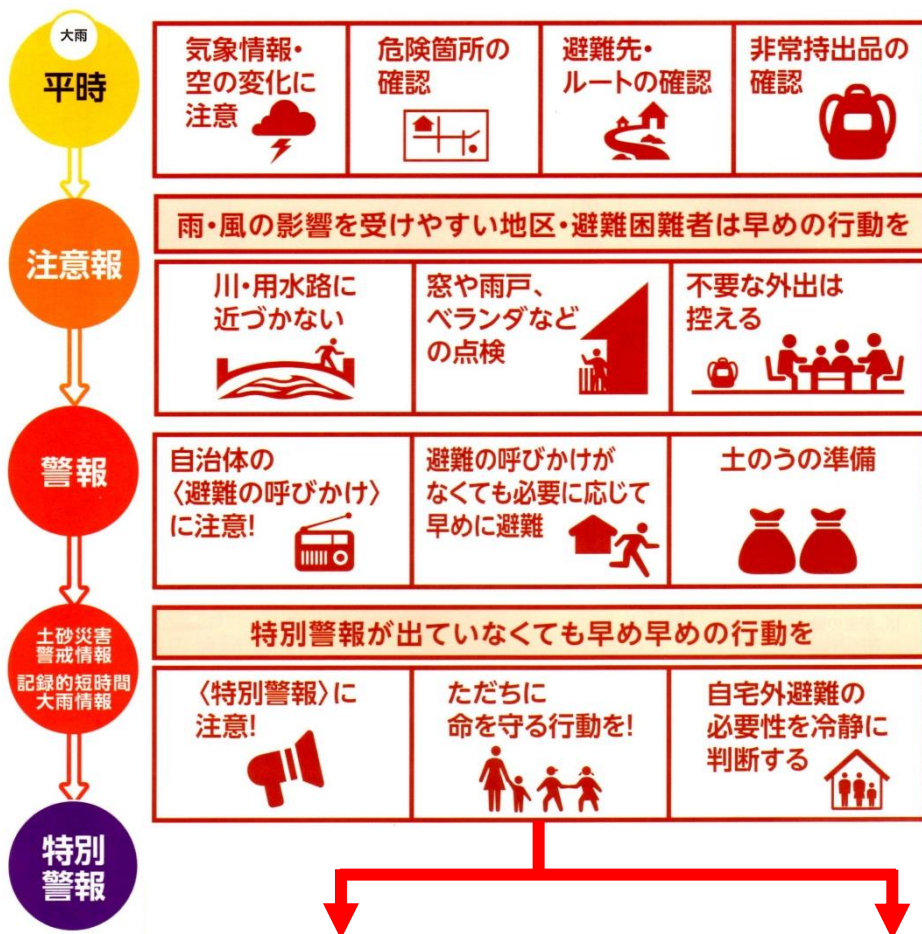 大雨
平時
気象情報・
空の変化に
注意
危険箇所の
確認
避難先・
ルートの確認
非常持出品の
確認
注意報
雨・風の影響を受けやすい地区・避難困難者は早めの行動を
川・用水路に
近づかない
窓や雨戸、
ベランダなど
の点検
不要な外出は
控える
警報
自治体の
〈避難の呼びかけ〉
に注意!
避難の呼びかけが
なくても必要に応じて
早めに避難
土のうの準備
土砂災害
警戒情報
記録的短時間
大雨情報
特別警報が出ていなくても早め早めの行動を
〈特別警報〉に
注意!
ただちに
命を守る行動を!
自宅外避難の
必要性を冷静に
判断する
特別
警報